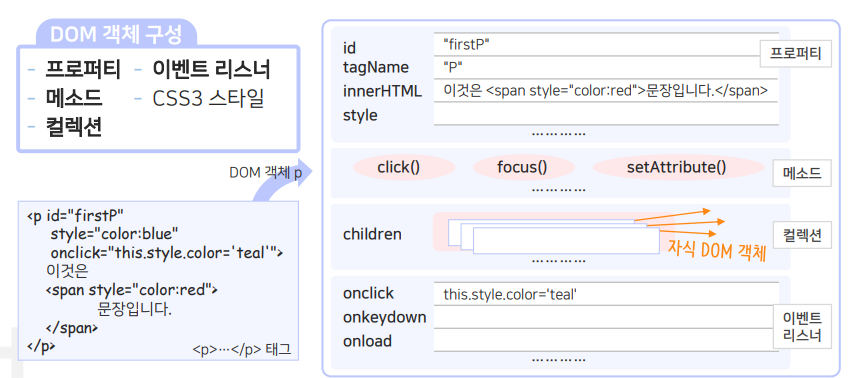 DOM 객체 구성
- 프로퍼티 - 이벤트 리스너
- 메소드 - CSS3 스타일
- 컬렉션
DOM 객체 p
<p id="firstP"
style="color:blue"
onclick="this.style.color='teal'">
이것은
<span style="color:red">
문장입니다.
</span>
</p>
<p>…</p> 태그
id "firstP"
tagName "P"
innerHTML 이것은 <span style="color:red">문장입니다.</span>
style
…………
프로퍼티
click() focus() setAttribute()
…………
메소드
children
자식 DOM 객체
…………
컬렉션
onclick this.style.color='teal'
onkeydown
onload
…………
이벤트
리스너